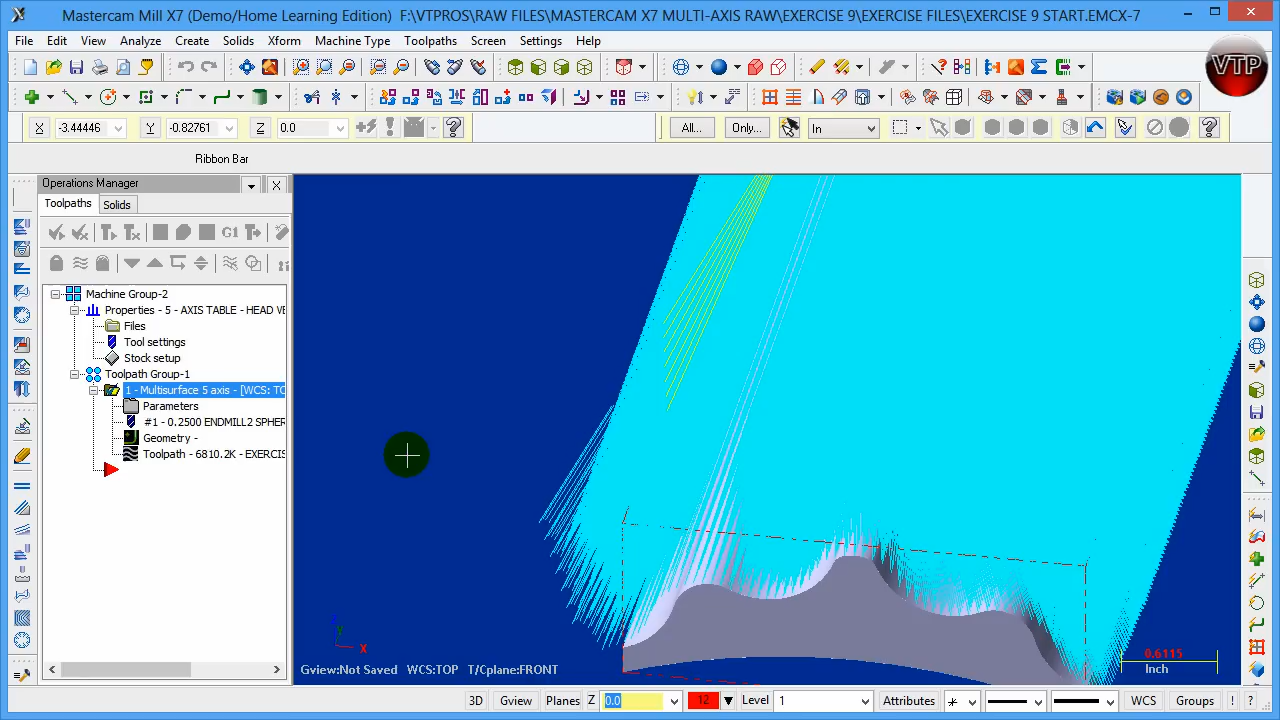 Mastercam Mill X7 (Demo/Home Learning Edition) F:\VTPROS\RAW FILES\MASTERCAM X7 MULTI-AXIS RAW\EXERCISE 9\EXERCISE FILES\EXERCISE 9 START.EMCX-7
File Edit View Analyze Create Solids Xform Machine Type Toolpaths Screen Settings Help
VTP
X -3.44446 Y -0.82761 Z 0.0 All... Only... In
Ribbon Bar
Operations Manager
Toolpaths Solids
G1
Machine Group-2
Properties - 5 - AXIS TABLE - HEAD VE
Files
Tool settings
Stock setup
Toolpath Group-1
1 - Multisurface 5 axis - [WCS: TO
Parameters
#1 - 0.2500 ENDMILL2 SPHER
Geometry -
Toolpath - 6810.2K - EXERCIS
X
0.6115
Inch
Gview:Not Saved WCS:TOP T/Cplane:FRONT
3D Gview Planes Z 0.0 12 Level 1 Attributes WCS Groups ! ?